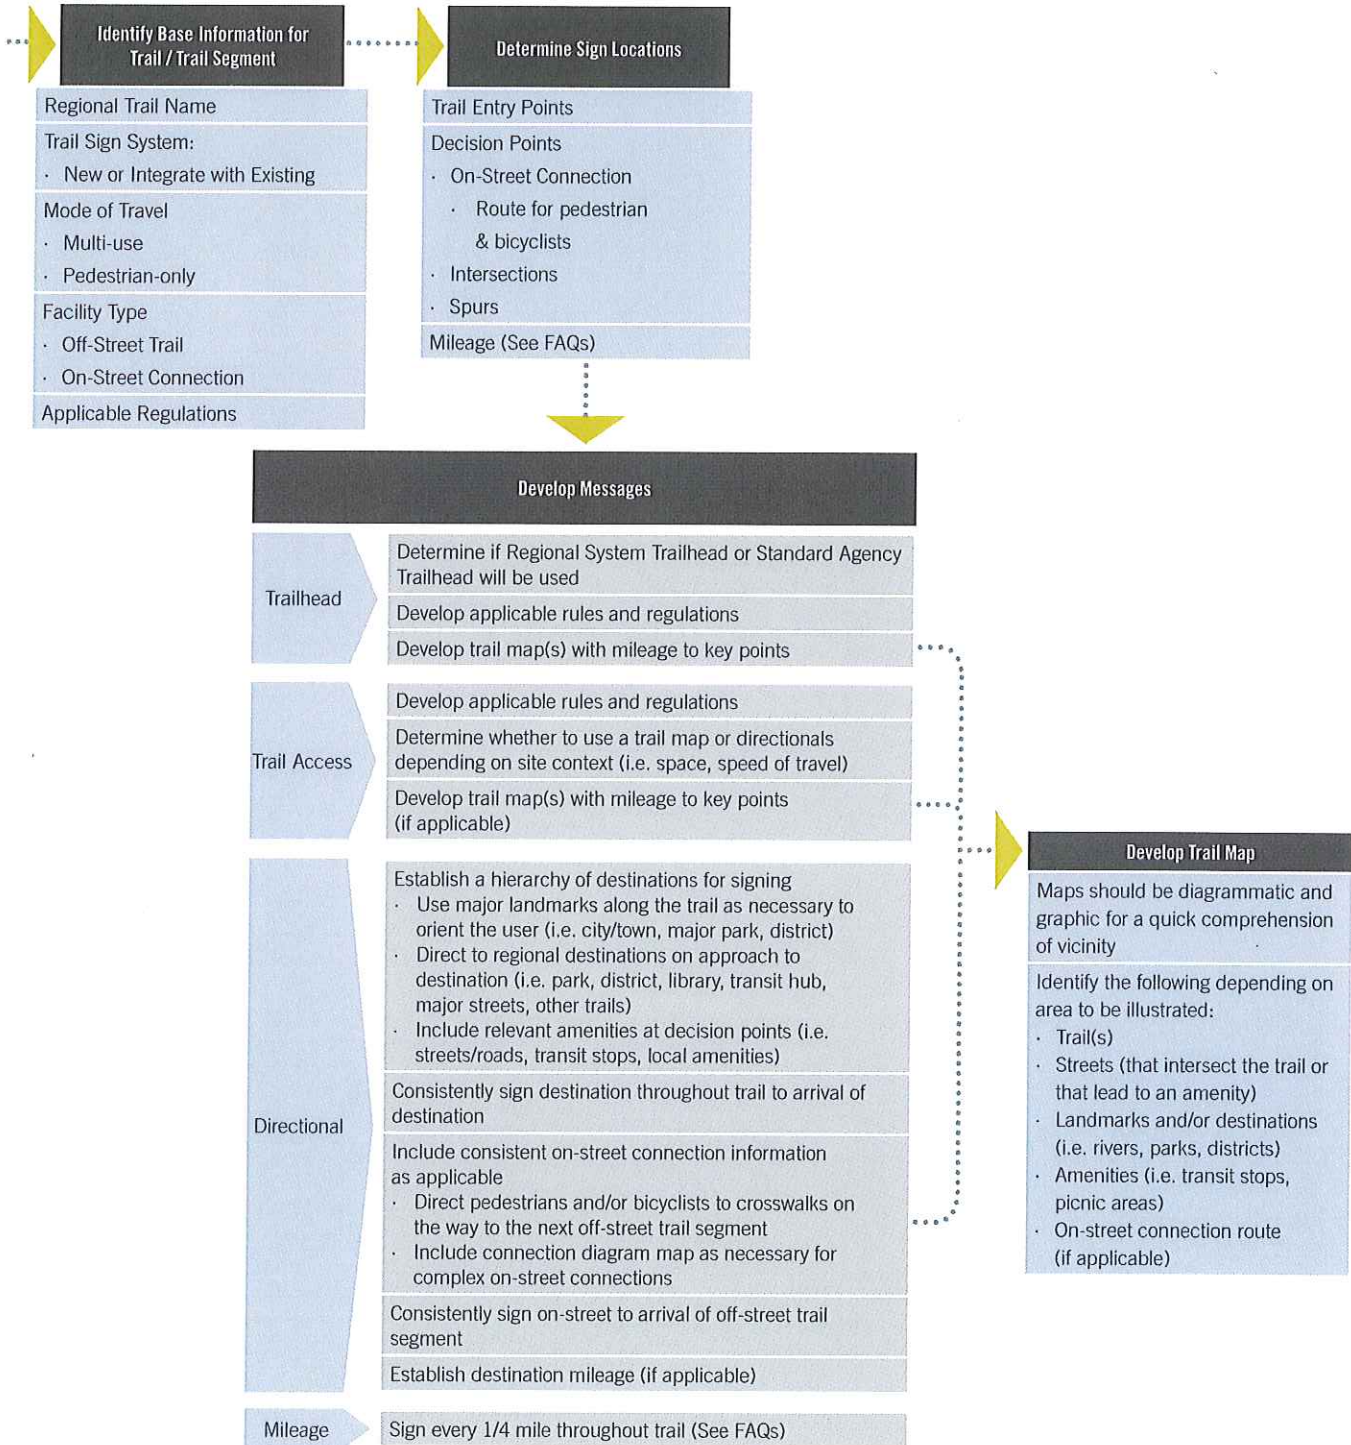 Identify Base Information for
Trail / Trail Segment
Regional Trail Name
Trail Sign System:
· New or Integrate with Existing
Mode of Travel
· Multi-use
· Pedestrian-only
Facility Type
· Off-Street Trail
· On-Street Connection
Applicable Regulations
Determine Sign Locations
Trail Entry Points
Decision Points
· On-Street Connection
· Route for pedestrian
& bicyclists
· Intersections
· Spurs
Mileage (See FAQs)
Develop Messages
Trailhead
Determine if Regional System Trailhead or Standard Agency
Trailhead will be used
Develop applicable rules and regulations
Develop trail map(s) with mileage to key points
Trail Access
Develop applicable rules and regulations
Determine whether to use a trail map or directionals
depending on site context (i.e. space, speed of travel)
Develop trail map(s) with mileage to key points
(if applicable)
Directional
Establish a hierarchy of destinations for signing
· Use major landmarks along the trail as necessary to
orient the user (i.e. city/town, major park, district)
· Direct to regional destinations on approach to
destination (i.e. park, district, library, transit hub,
major streets, other trails)
· Include relevant amenities at decision points (i.e.
streets/roads, transit stops, local amenities)
Consistently sign destination throughout trail to arrival of
destination
Include consistent on-street connection information
as applicable
· Direct pedestrians and/or bicyclists to crosswalks on
the way to the next off-street trail segment
· Include connection diagram map as necessary for
complex on-street connections
Consistently sign on-street to arrival of off-street trail
segment
Establish destination mileage (if applicable)
Mileage
Sign every 1/4 mile throughout trail (See FAQs)
Develop Trail Map
Maps should be diagrammatic and
graphic for a quick comprehension
of vicinity
Identify the following depending on
area to be illustrated:
· Trail(s)
· Streets (that intersect the trail or
that lead to an amenity)
· Landmarks and/or destinations
(i.e. rivers, parks, districts)
· Amenities (i.e. transit stops,
picnic areas)
· On-street connection route
(if applicable)